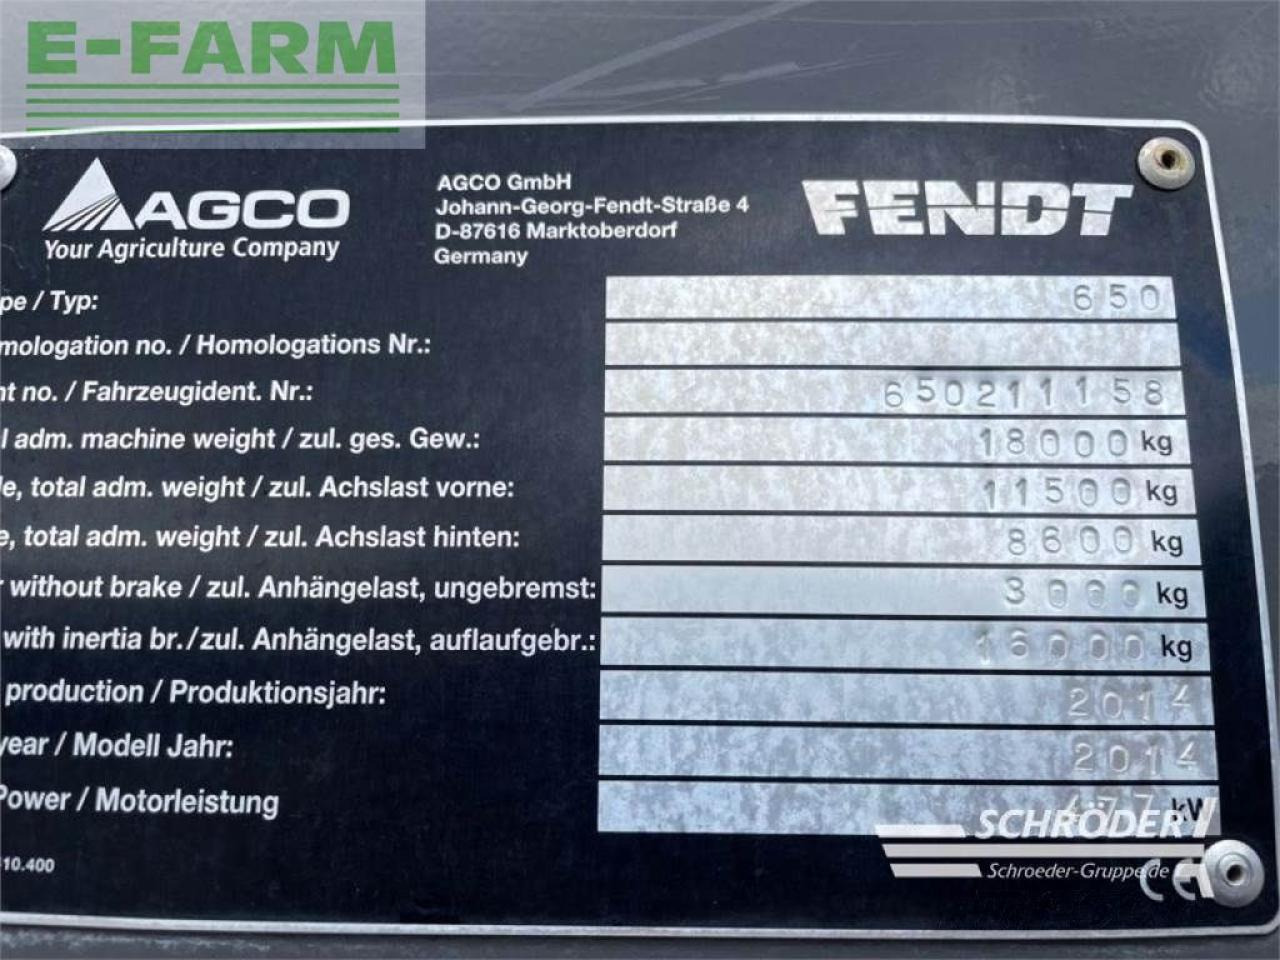 E-FARM
AGCO
Your Agriculture Company
AGCO GmbH
Johann-Georg-Fendt-Straße 4
D-87616 Marktoberdorf
Germany
FENDT
pe / Typ: 650
mologation no. / Homologations Nr.:
nt no. / Fahrzeugident. Nr.: 650211158
l adm. machine weight / zul. ges. Gew.: 18000 kg
le, total adm. weight / zul. Achslast vorne: 11500 kg
e, total adm. weight / zul. Achslast hinten: 8600 kg
r without brake / zul. Anhängelast, ungebremst: 3000 kg
with inertia br./zul. Anhängelast, auflaufgebr.: 16000 kg
production / Produktionsjahr: 2014
year / Modell Jahr: 2014
Power / Motorleistung 477 kW
SCHRÖDER
Schroeder-Gruppe.de
10.400
CE